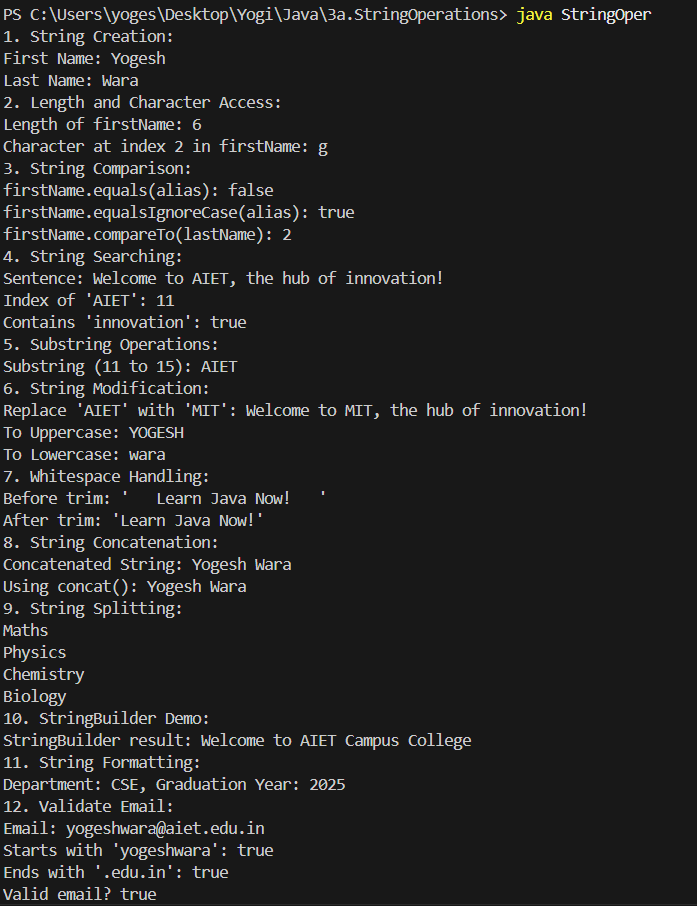 PS C:\Users\yoges\Desktop\Yogi\Java\3a.StringOperations> java StringOper
1. String Creation:
First Name: Yogesh
Last Name: Wara
2. Length and Character Access:
Length of firstName: 6
Character at index 2 in firstName: g
3. String Comparison:
firstName.equals(alias): false
firstName.equalsIgnoreCase(alias): true
firstName.compareTo(lastName): 2
4. String Searching:
Sentence: Welcome to AIET, the hub of innovation!
Index of 'AIET': 11
Contains 'innovation': true
5. Substring Operations:
Substring (11 to 15): AIET
6. String Modification:
Replace 'AIET' with 'MIT': Welcome to MIT, the hub of innovation!
To Uppercase: YOGESH
To Lowercase: wara
7. Whitespace Handling:
Before trim: '   Learn Java Now!   '
After trim: 'Learn Java Now!'
8. String Concatenation:
Concatenated String: Yogesh Wara
Using concat(): Yogesh Wara
9. String Splitting:
Maths
Physics
Chemistry
Biology
10. StringBuilder Demo:
StringBuilder result: Welcome to AIET Campus College
11. String Formatting:
Department: CSE, Graduation Year: 2025
12. Validate Email:
Email: yogeshwara@aiet.edu.in
Starts with 'yogeshwara': true
Ends with '.edu.in': true
Valid email? true